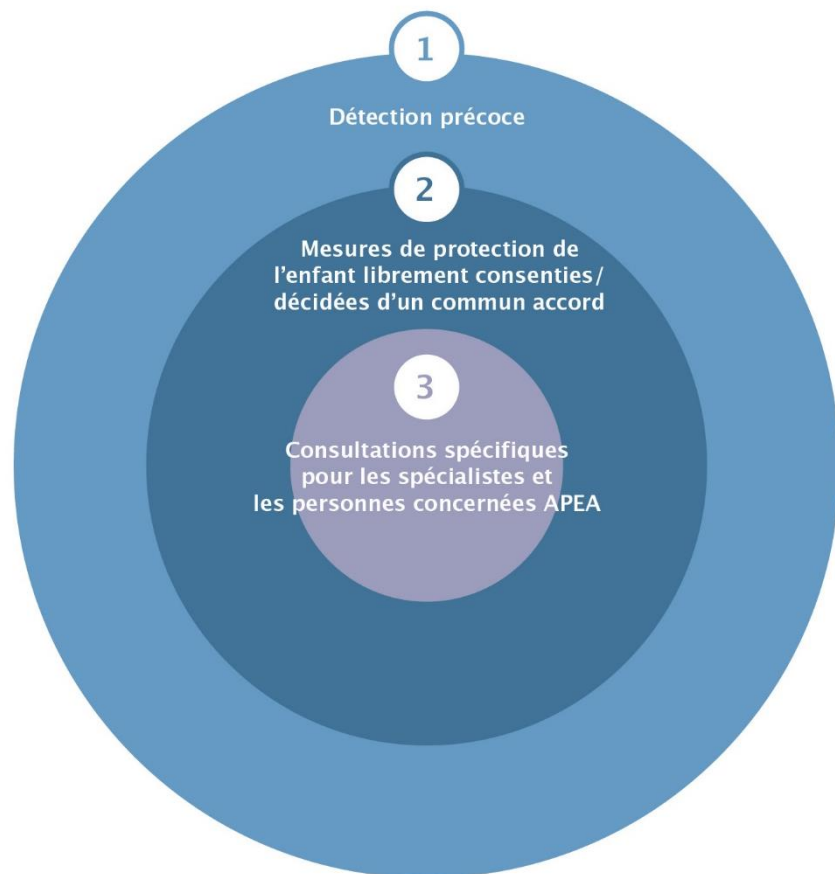 1
Détection précoce
2
Mesures de protection de
l’enfant librement consenties/
décidées d’un commun accord
3
Consultations spécifiques
pour les spécialistes et
les personnes concernées APEA